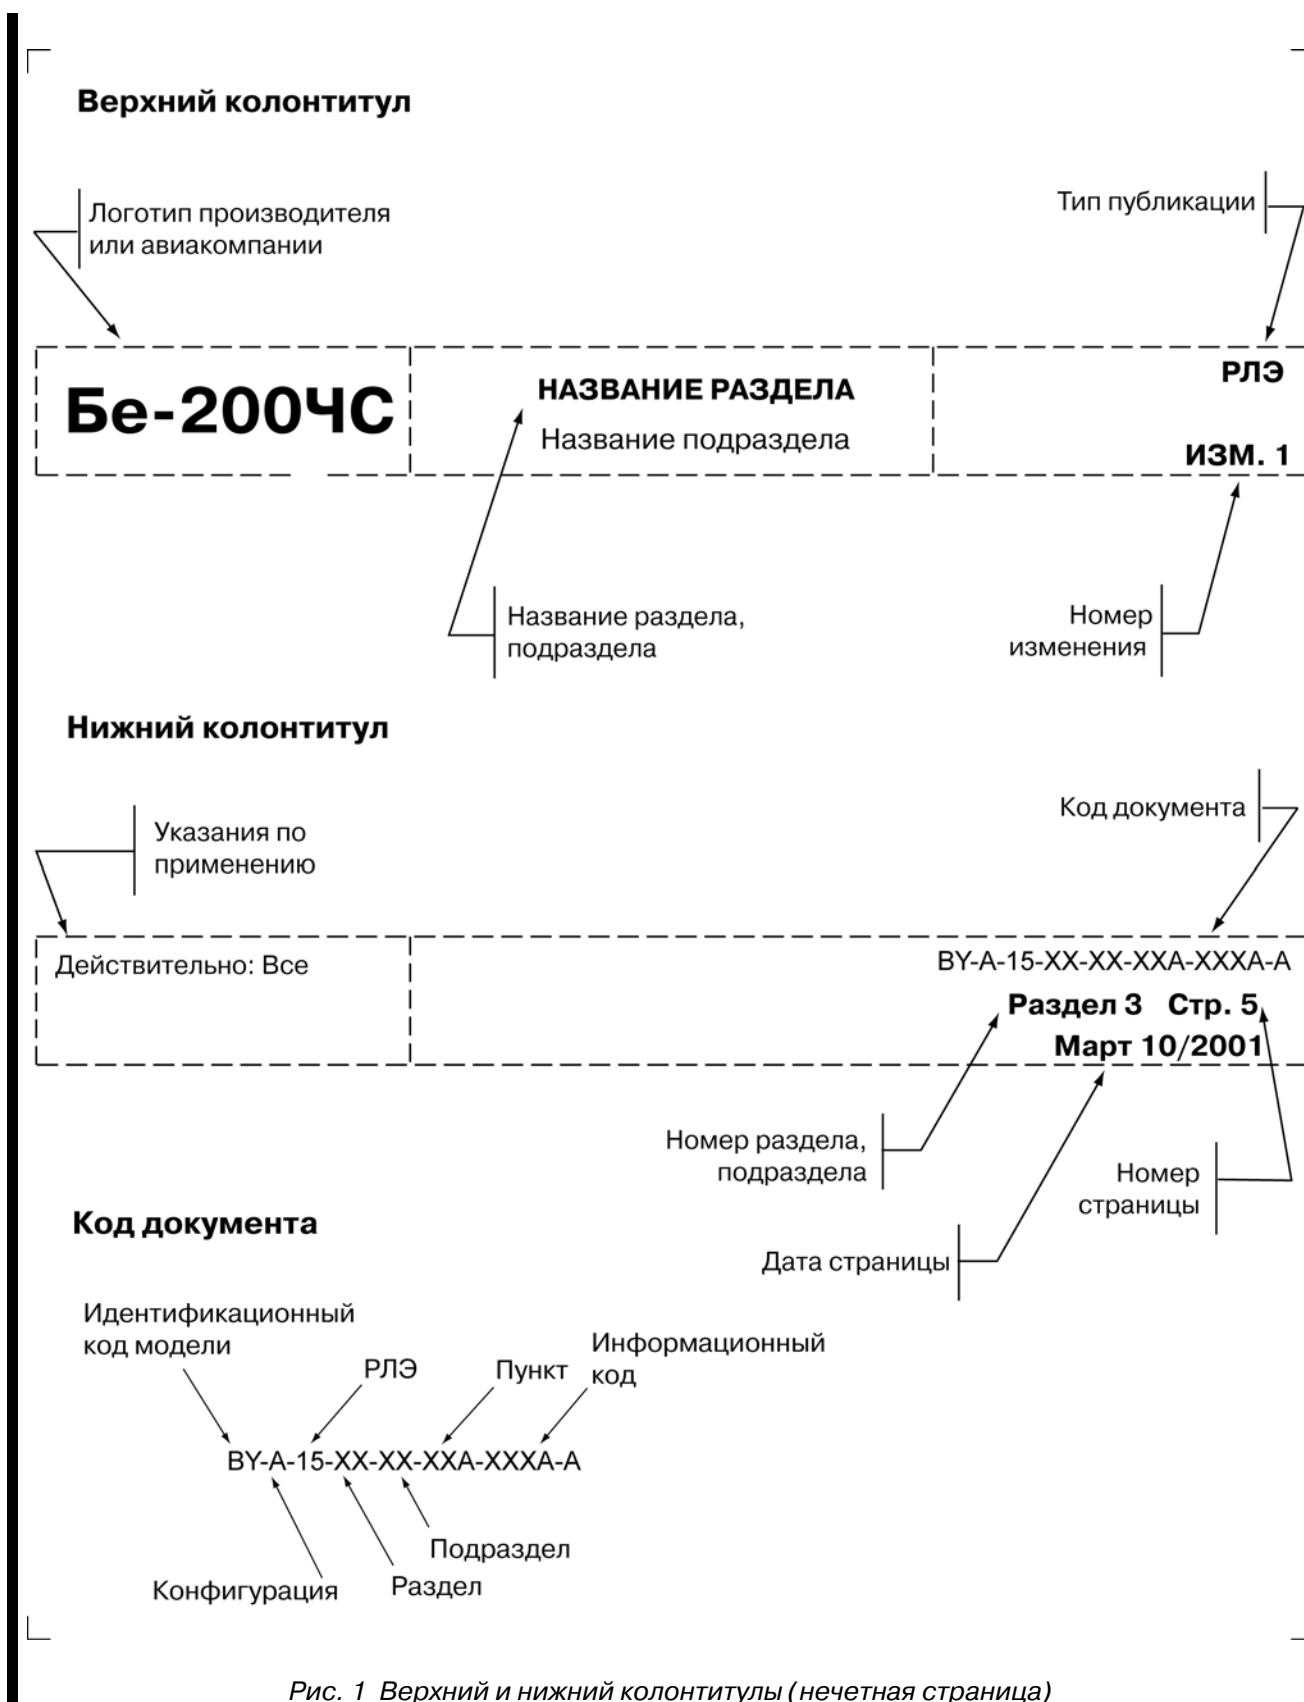 Верхний колонтитул
Логотип производителя
или авиакомпании
Тип публикации
Бе-200ЧС
НАЗВАНИЕ РАЗДЕЛА
Название подраздела
РЛЭ
ИЗМ. 1
Название раздела,
подраздела
Номер
изменения
Нижний колонтитул
Указания по
применению
Код документа
Действительно: Все
BY-A-15-XX-XX-XXA-XXXA-A
Раздел 3 Стр. 5
Март 10/2001
Номер раздела,
подраздела
Номер
страницы
Дата страницы
Код документа
Идентификационный
код модели
РЛЭ
Пункт
Информационный
код
BY-A-15-XX-XX-XXA-XXXA-A
Подраздел
Раздел
Конфигурация
Рис. 1 Верхний и нижний колонтитулы (нечетная страница)